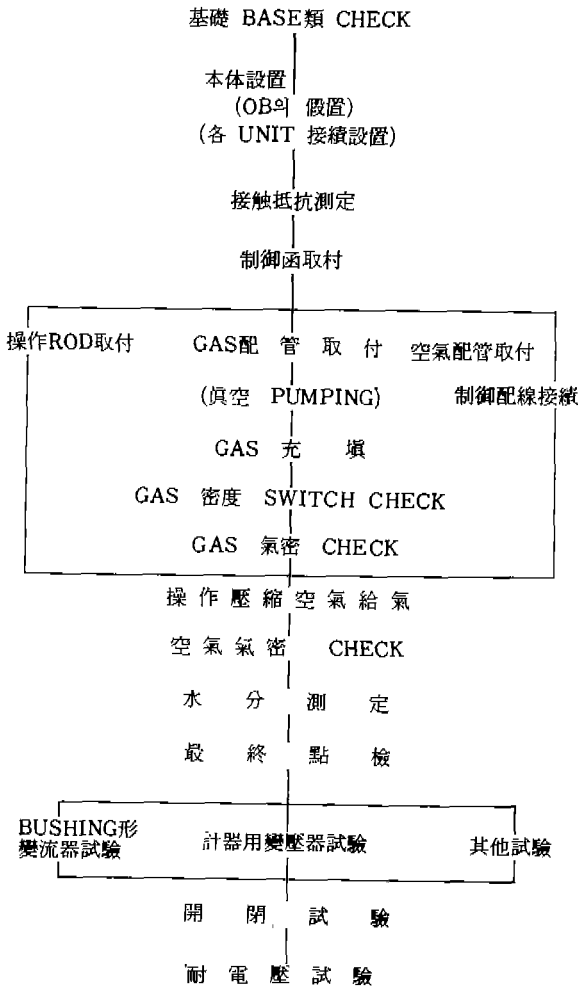 基礎 BASE類 CHECK
本体設置
(OB의 假置)
(各 UNIT 接績設置)
接触抵抗測定
制御函取村
操作ROD取付
GAS配管取付
空氣配管取付
(眞空 PUMPING)
制御配線接績
GAS 充塡
GAS 密度 SWITCH CHECK
GAS 氣密 CHECK
操作壓縮空氣給氣
空氣氣密 CHECK
水分測定
最終點檢
BUSHING形
變流器試驗
計器用變壓器試驗
其他試驗
開閉試驗
耐電壓試驗